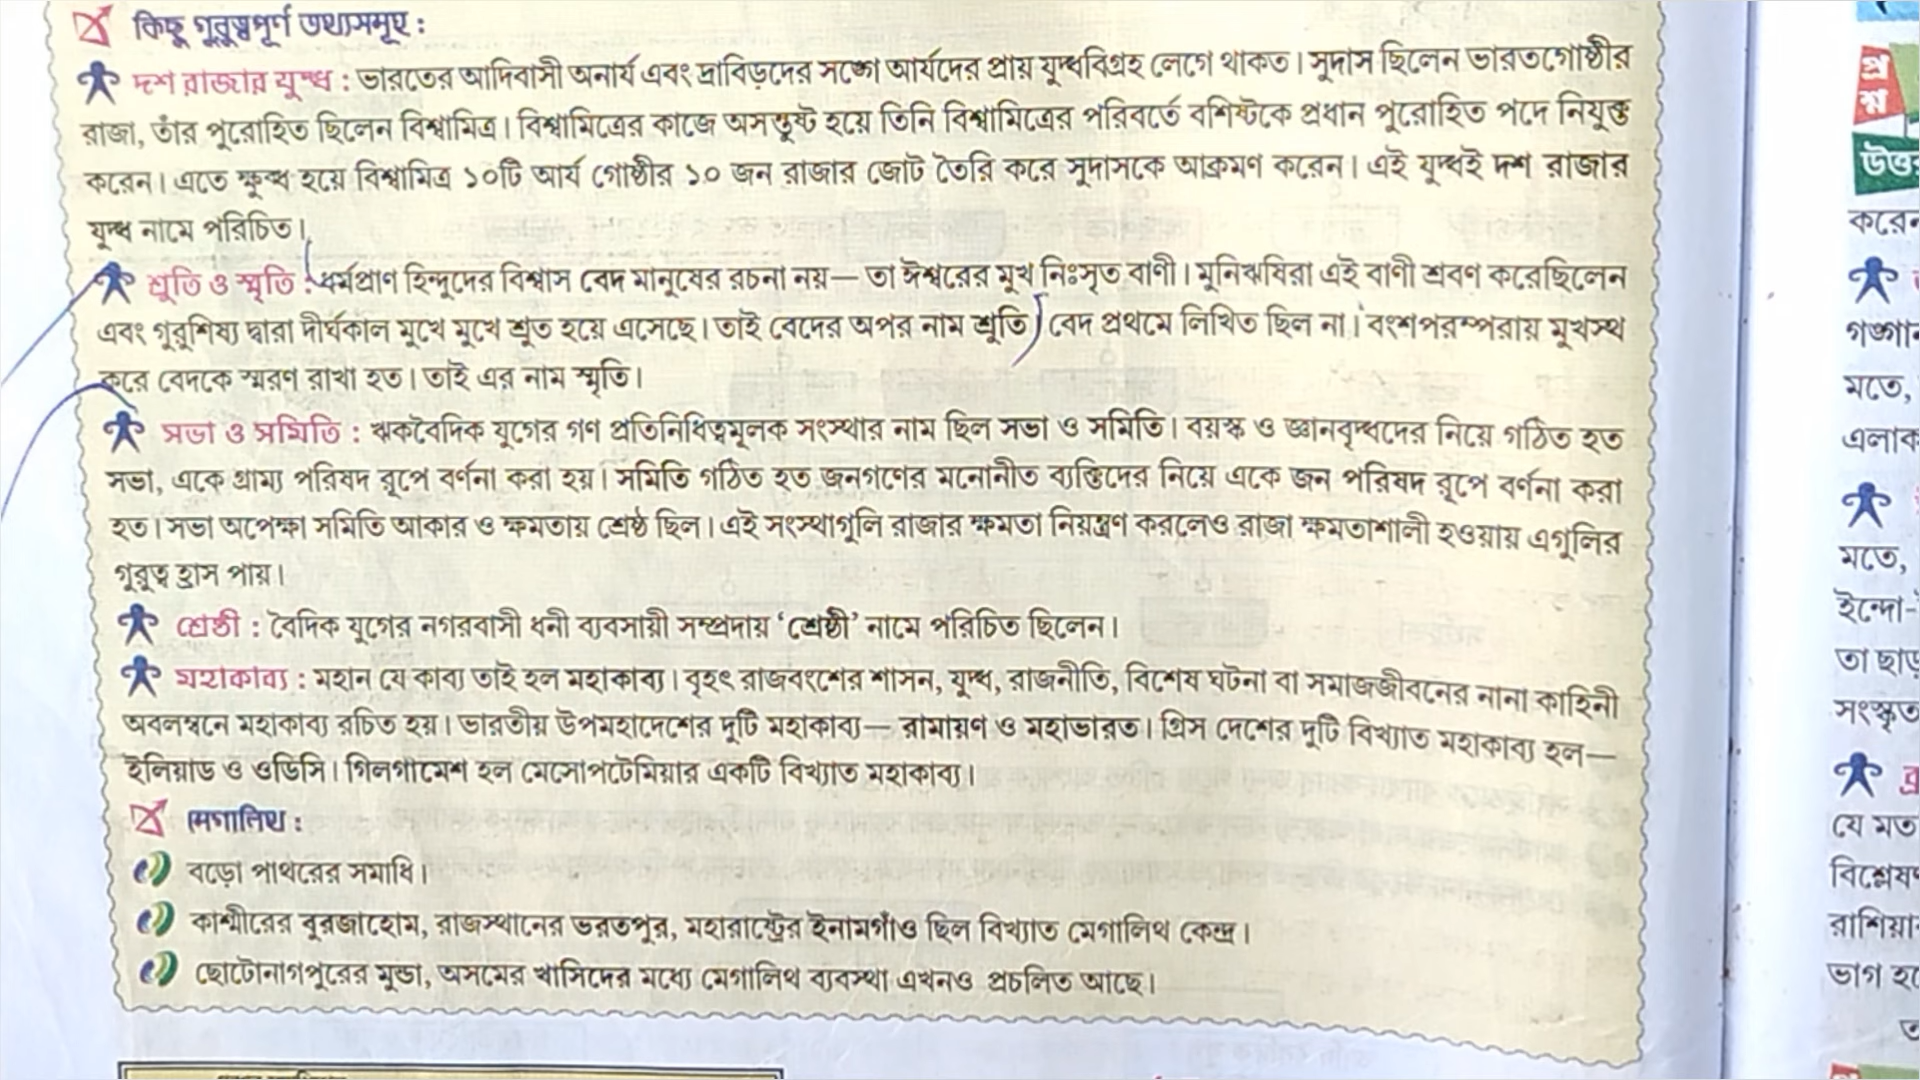 কিছু গুরুত্বপূর্ণ তথ্যসমূহ :
দশ রাজার যুদ্ধ : ভারতের আদিবাসী অনার্য এবং দ্রাবিড়দের সঙ্গে আর্যদের প্রায় যুদ্ধবিগ্রহ লেগে থাকত। সুদাস ছিলেন ভারতগোষ্ঠীর
রাজা, তাঁর পুরোহিত ছিলেন বিশ্বামিত্র। বিশ্বামিত্রের কাজে অসন্তুষ্ট হয়ে তিনি বিশ্বামিত্রের পরিবর্তে বশিষ্টকে প্রধান পুরোহিত পদে নিযুক্ত
করেন। এতে ক্ষুব্ধ হয়ে বিশ্বামিত্র ১০টি আর্য গোষ্ঠীর ১০ জন রাজার জোট তৈরি করে সুদাসকে আক্রমণ করেন। এই যুদ্ধই দশ রাজার
যুদ্ধ নামে পরিচিত।
শ্রুতি ও স্মৃতি : ধর্মপ্রাণ হিন্দুদের বিশ্বাস বেদ মানুষের রচনা নয়— তা ঈশ্বরের মুখ নিঃসৃত বাণী। মুনিঋষিরা এই বাণী শ্রবণ করেছিলেন
এবং গুরুশিষ্য দ্বারা দীর্ঘকাল মুখে মুখে শ্রুত হয়ে এসেছে। তাই বেদের অপর নাম শ্রুতি বেদ প্রথমে লিখিত ছিল না। বংশপরম্পরায় মুখস্থ
করে বেদকে স্মরণ রাখা হত। তাই এর নাম স্মৃতি।
সভা ও সমিতি : ঋকবৈদিক যুগের গণ প্রতিনিধিত্বমূলক সংস্থার নাম ছিল সভা ও সমিতি। বয়স্ক ও জ্ঞানবৃদ্ধদের নিয়ে গঠিত হত
সভা, একে গ্রাম্য পরিষদ রূপে বর্ণনা করা হয়। সমিতি গঠিত হত জনগণের মনোনীত ব্যক্তিদের নিয়ে একে জন পরিষদ রূপে বর্ণনা করা
হত। সভা অপেক্ষা সমিতি আকার ও ক্ষমতায় শ্রেষ্ঠ ছিল। এই সংস্থাগুলি রাজার ক্ষমতা নিয়ন্ত্রণ করলেও রাজা ক্ষমতাশালী হওয়ায় এগুলির
গুরুত্ব হ্রাস পায়।
শ্রেষ্ঠী : বৈদিক যুগের নগরবাসী ধনী ব্যবসায়ী সম্প্রদায় ‘শ্রেষ্ঠী’ নামে পরিচিত ছিলেন।
মহাকাব্য : মহান যে কাব্য তাই হল মহাকাব্য। বৃহৎ রাজবংশের শাসন, যুদ্ধ, রাজনীতি, বিশেষ ঘটনা বা সমাজজীবনের নানা কাহিনী
অবলম্বনে মহাকাব্য রচিত হয়। ভারতীয় উপমহাদেশের দুটি মহাকাব্য— রামায়ণ ও মহাভারত। গ্রিস দেশের দুটি বিখ্যাত মহাকাব্য হল—
ইলিয়াড ও ওডিসি। গিলগামেশ হল মেসোপটেমিয়ার একটি বিখ্যাত মহাকাব্য।
মেগালিথ :
বড়ো পাথরের সমাধি।
কাশ্মীরের বুরজাহোম, রাজস্থানের ভরতপুর, মহারাষ্ট্রের ইনামগাঁও ছিল বিখ্যাত মেগালিথ কেন্দ্র।
ছোটোনাগপুরের মুন্ডা, অসমের খাসিদের মধ্যে মেগালিথ ব্যবস্থা এখনও প্রচলিত আছে।
প্রশ্ন
মতে,
মতে,
ইন্দো-
তা ছাড়
যে মত
ভাগ হ